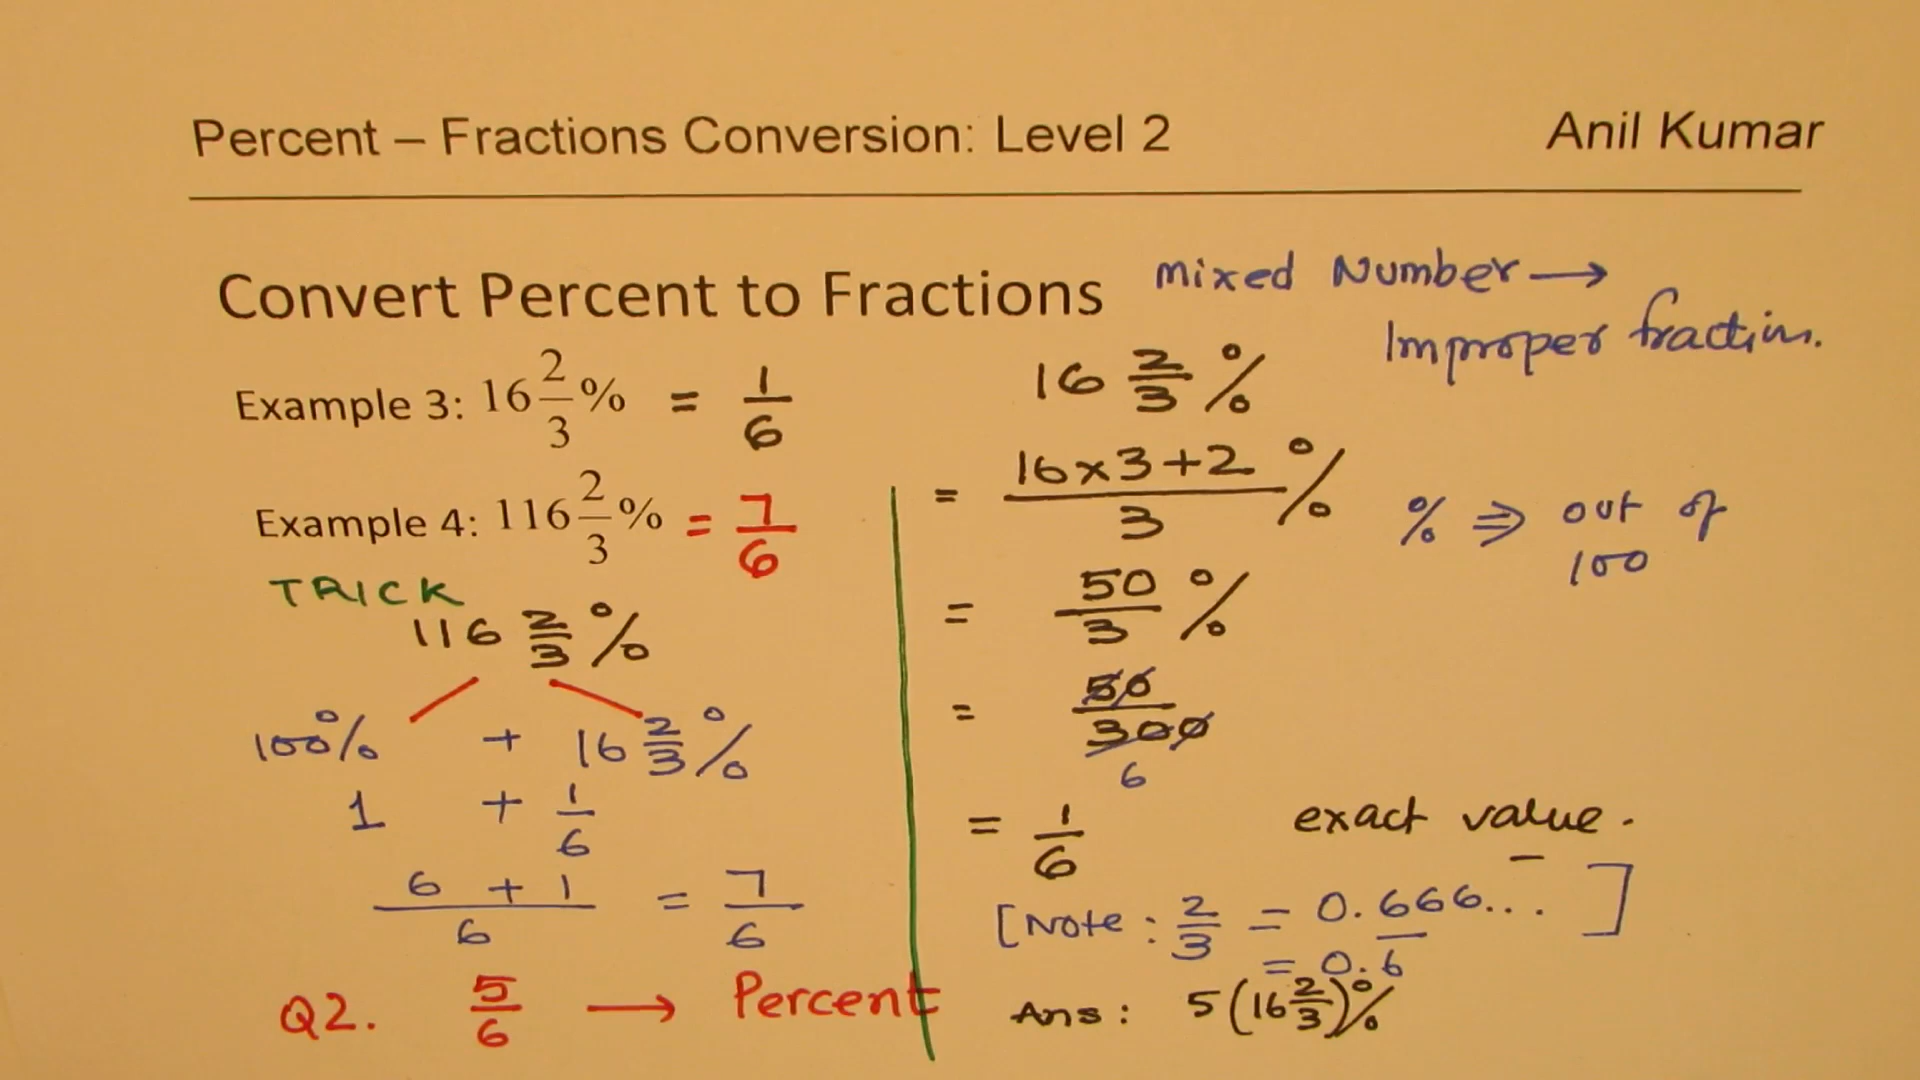 Percent – Fractions Conversion: Level 2
Anil Kumar
Convert Percent to Fractions
Example 3: 16 2/3 % = 1/6
Example 4: 116 2/3 % = 7/6
TRICK
116 2/3 %
100% + 16 2/3 %
1 + 1/6
6 + 1 / 6 = 7/6
Q2. 5/6 → Percent
Mixed Number →
Improper fractions.
16 2/3 %
= 16×3+2 / 3 %
% ⇒ out of
100
= 50/3 %
= 50/300
6
= 1/6
exact value.
[Note: 2/3 = 0.666... ]
= 0.6̅
Ans: 5(16 2/3)%